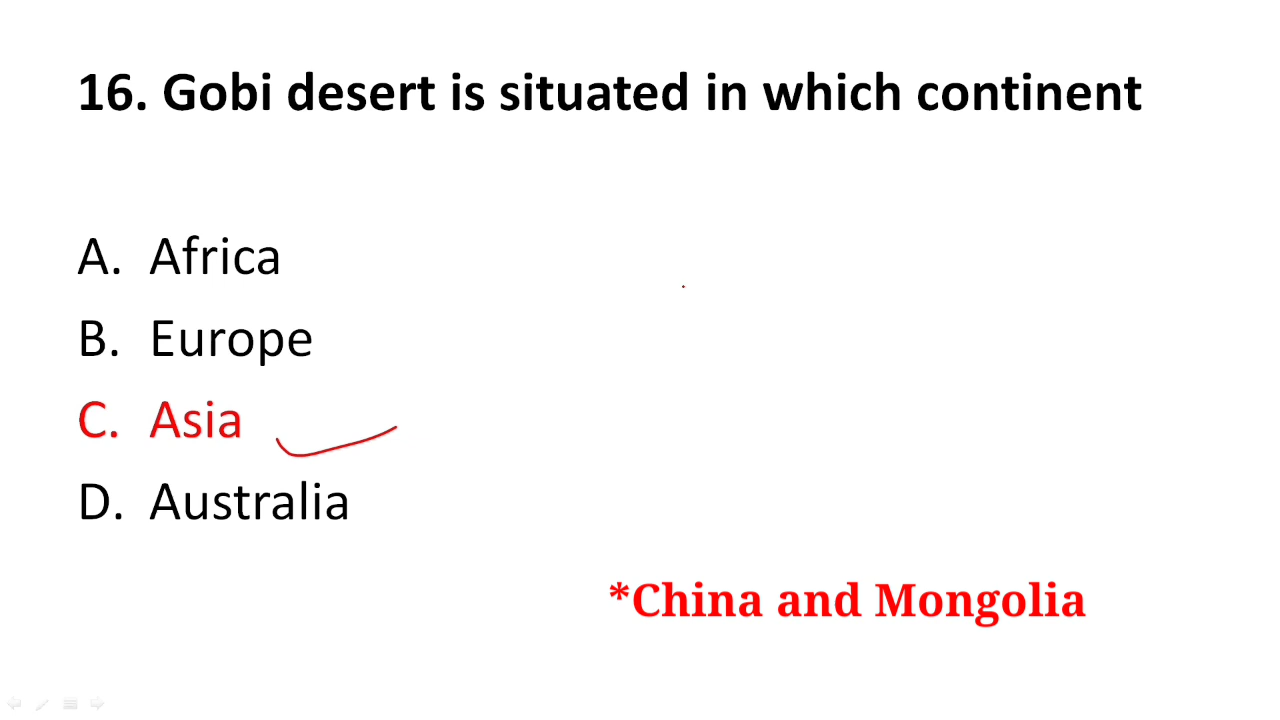 16. Gobi desert is situated in which continent
A. Africa
B. Europe
C. Asia
D. Australia
*China and Mongolia